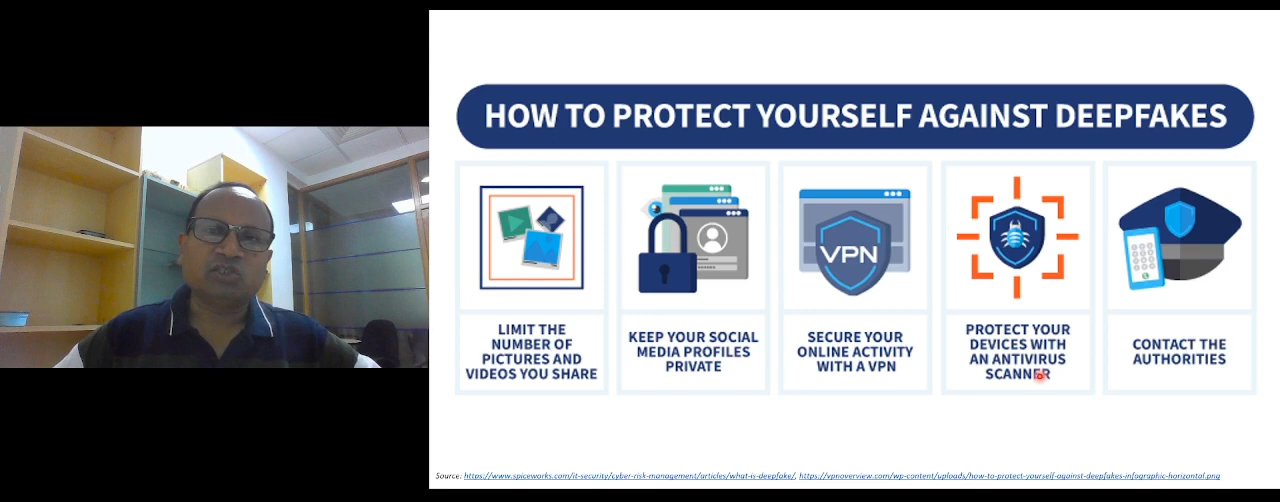 HOW TO PROTECT YOURSELF AGAINST DEEPFAKES
VPN
LIMIT THE
NUMBER OF
PICTURES AND
VIDEOS YOU SHARE
KEEP YOUR SOCIAL
MEDIA PROFILES
PRIVATE
SECURE YOUR
ONLINE ACTIVITY
WITH A VPN
PROTECT YOUR
DEVICES WITH
AN ANTIVIRUS
SCANNER
CONTACT THE
AUTHORITIES
Source: https://www.spiceworks.com/it-security/cyber-risk-management/articles/what-is-deepfake/, https://vpnoverview.com/wp-content/uploads/how-to-protect-yourself-against-deepfakes-infographic-horizontal.png